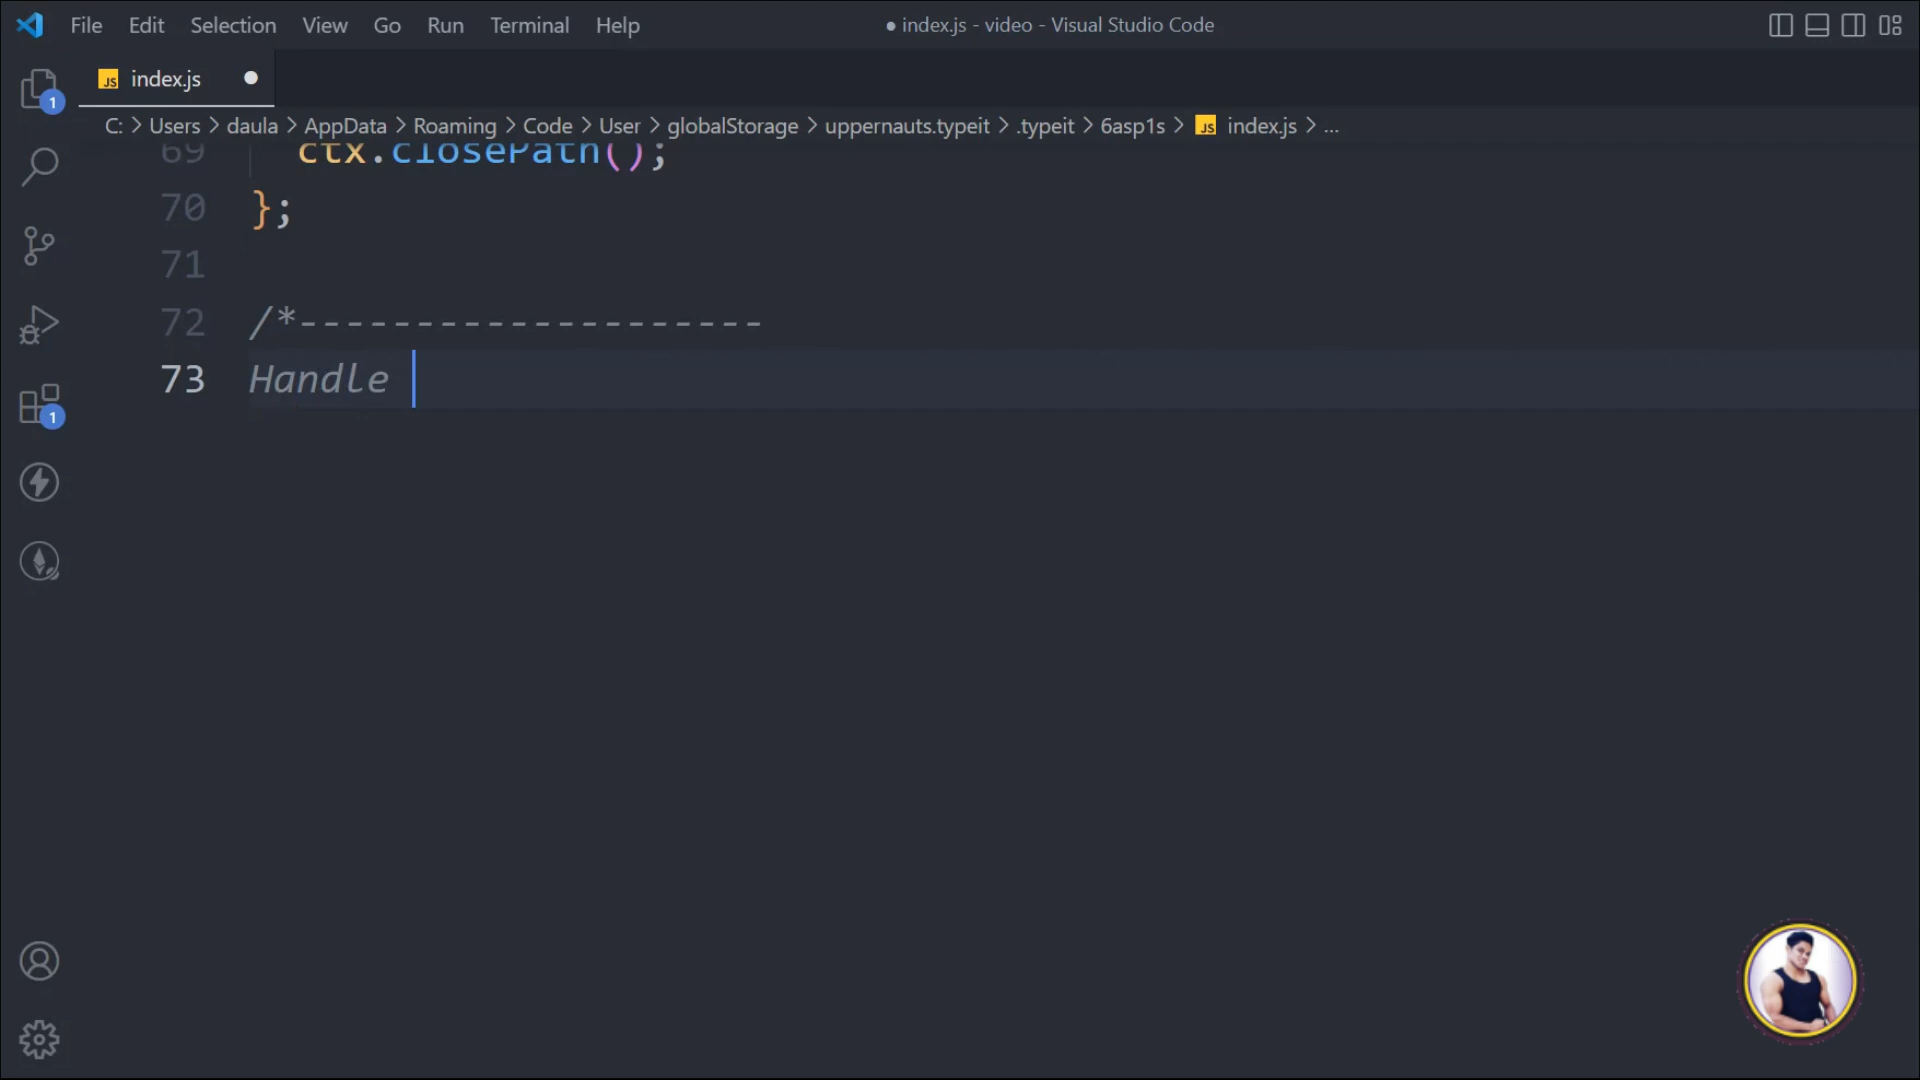 File Edit Selection View Go Run Terminal Help ● index.js - video - Visual Studio Code
JS index.js ●
1
C: > Users > daula > AppData > Roaming > Code > User > globalStorage > uppernauts.typeit > .typeit > 6asp1s > JS index.js > ...
69 ctx.closePath();
70 };
71
72 /*--------------------
73 Handle
1